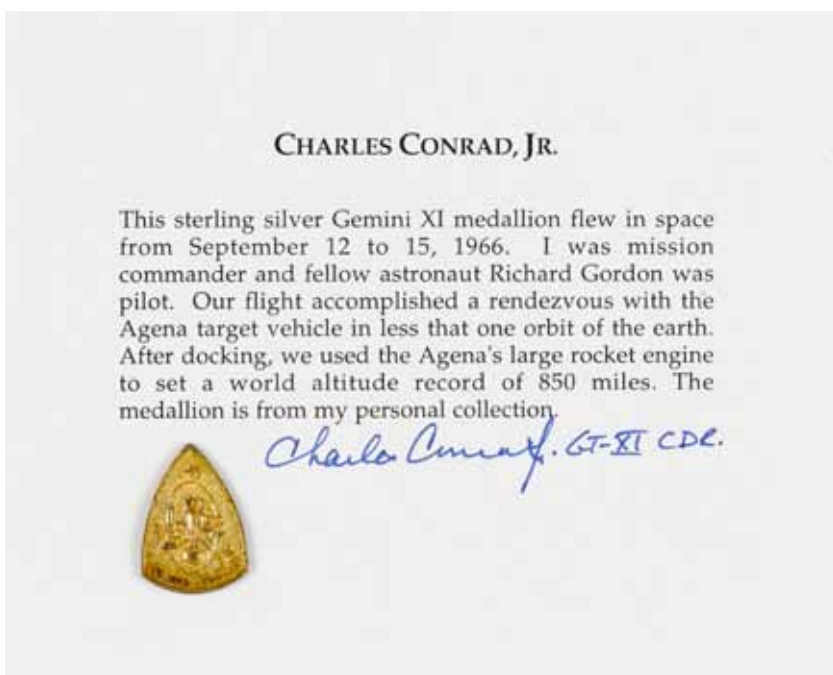 CHARLES CONRAD, JR.
This sterling silver Gemini XI medallion flew in space
from September 12 to 15, 1966. I was mission
commander and fellow astronaut Richard Gordon was
pilot. Our flight accomplished a rendezvous with the
Agena target vehicle in less that one orbit of the earth.
After docking, we used the Agena's large rocket engine
to set a world altitude record of 850 miles. The
medallion is from my personal collection.
Charles Conrad Jr. GT-XI CDR.